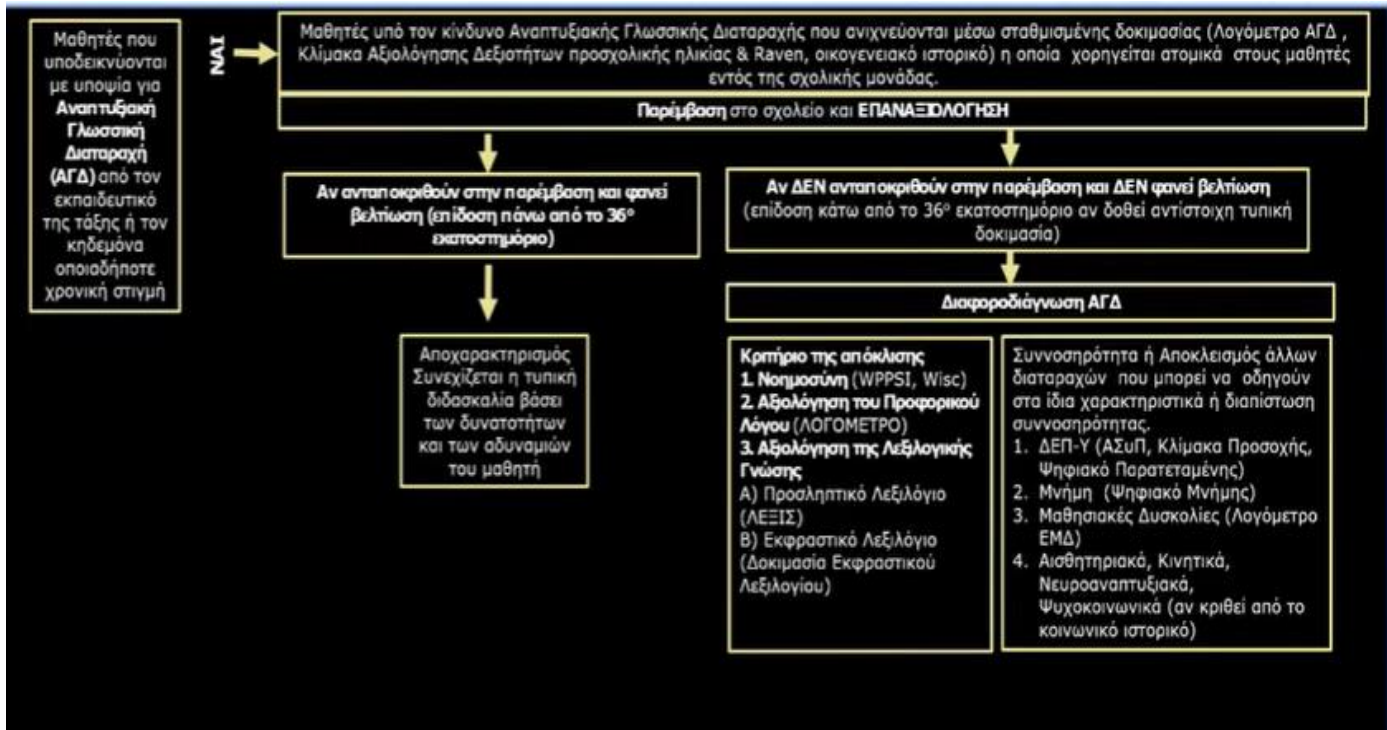 Μαθητές που
υποδεικνύονται
με υποψία για
Αναπτυξιακή
Γλωσσική
Διαταραχή
(ΑΓΔ) από τον
εκπαιδευτικό
της τάξης ή τον
κηδεμόνα
οποιαδήποτε
χρονική στιγμή
ΝΑΙ
Μαθητές υπό τον κίνδυνο Αναπτυξιακής Γλωσσικής Διαταραχής που ανιχνεύονται μέσω σταθμισμένης δοκιμασίας (Λογόμετρο ΑΓΔ ,
Κλίμακα Αξιολόγησης Δεξιοτήτων προσχολικής ηλικίας & Raven, οικογενειακό ιστορικό) η οποία χορηγείται ατομικά στους μαθητές
εντός της σχολικής μονάδας.
Παρέμβαση στο σχολείο και ΕΠΑΝΑΞΙΟΛΟΓΗΣΗ
Αν ανταποκριθούν στην παρέμβαση και φανεί
βελτίωση (επίδοση πάνω από το 36ο
εκατοστημόριο)
Αποχαρακτηρισμός
Συνεχίζεται η τυπική
διδασκαλία βάσει
των δυνατοτήτων
και των αδυναμιών
του μαθητή
Αν ΔΕΝ ανταποκριθούν στην παρέμβαση και ΔΕΝ φανεί βελτίωση
(επίδοση κάτω από το 36ο εκατοστημόριο αν δοθεί αντίστοιχη τυπική
δοκιμασία)
Διαφοροδιάγνωση ΑΓΔ
Κριτήριο της απόκλισης
1. Νοημοσύνη (WPPSI, Wisc)
2. Αξιολόγηση του Προφορικού
Λόγου (ΛΟΓΟΜΕΤΡΟ)
3. Αξιολόγηση της Λεξιλογικής
Γνώσης
Α) Προσληπτικό Λεξιλόγιο
(ΛΕΞΙΣ)
Β) Εκφραστικό Λεξιλόγιο
(Δοκιμασία Εκφραστικού
Λεξιλογίου)
Συννοσηρότητα ή Αποκλεισμός άλλων
διαταραχών που μπορεί να οδηγούν
στα ίδια χαρακτηριστικά ή διαπίστωση
συννοσηρότητας.
1. ΔΕΠ-Υ (ΑΣυΠ, Κλίμακα Προσοχής,
Ψηφιακό Παρατεταμένης)
2. Μνήμη (Ψηφιακό Μνήμης)
3. Μαθησιακές Δυσκολίες (Λογόμετρο
ΕΜΔ)
4. Αισθητηριακά, Κινητικά,
Νευροαναπτυξιακά,
Ψυχοκοινωνικά (αν κριθεί από το
κοινωνικό ιστορικό)